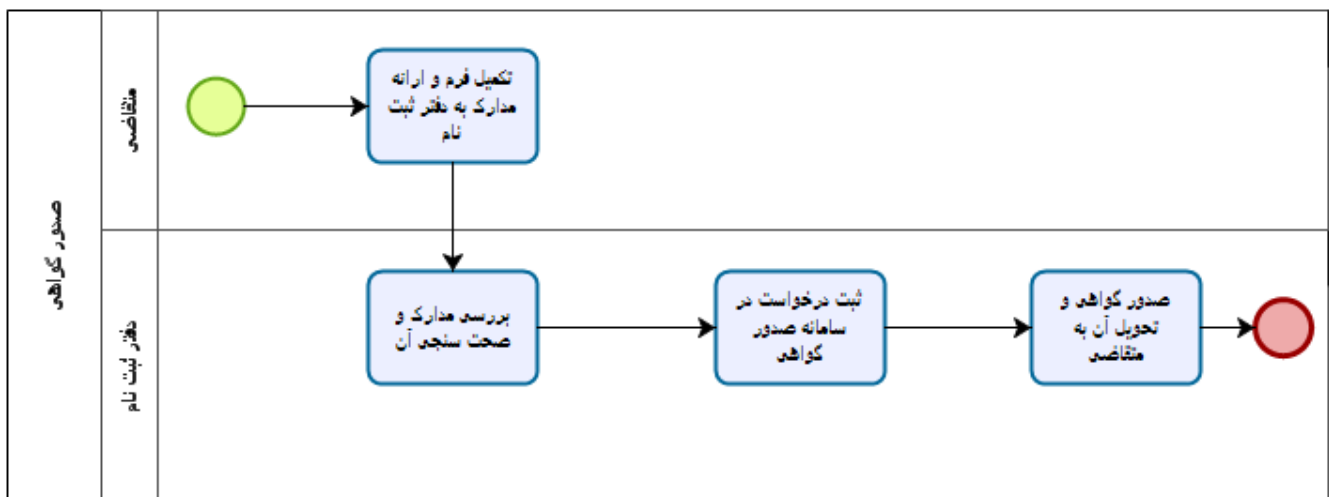 صدور گواهی
متقاضی
تکمیل فرم و ارائه
مدارک به دفتر ثبت
نام
دفتر ثبت نام
بررسی مدارک و
صحت سنجی آن
ثبت درخواست در
سامانه صدور
گواهی
صدور گواهی و
تحویل آن به
متقاضی